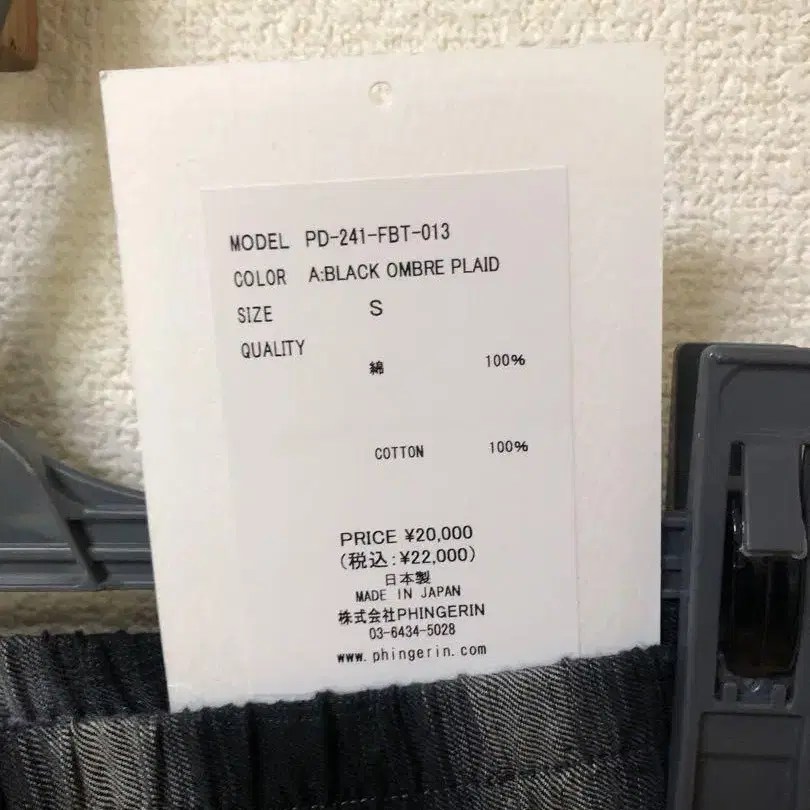 MODEL PD-241-FBT-013
COLOR A:BLACK OMBRE PLAID
SIZE S
QUALITY
綿 100%
COTTON 100%
PRICE ¥20,000
(税込:¥22,000)
日本製
MADE IN JAPAN
株式会社PHINGERIN
03-6434-5028
www.phingerin.com